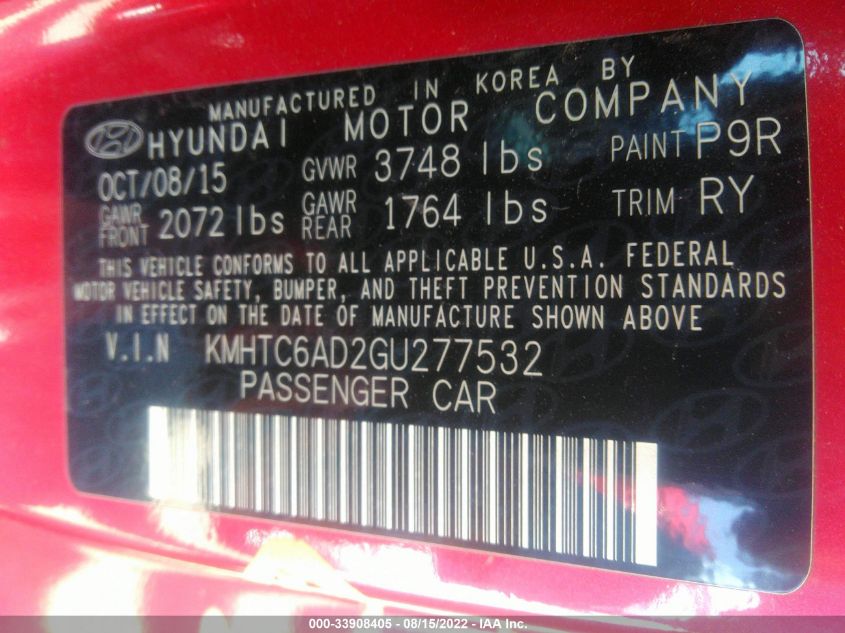 MANUFACTURED IN KOREA BY
HYUNDAI MOTOR COMPANY
OCT/08/15 GVWR 3748 lbs PAINT P9R
GAWR FRONT 2072 lbs GAWR REAR 1764 lbs TRIM RY
THIS VEHICLE CONFORMS TO ALL APPLICABLE U.S.A. FEDERAL
MOTOR VEHICLE SAFETY, BUMPER, AND THEFT PREVENTION STANDARDS
IN EFFECT ON THE DATE OF MANUFACTURE SHOWN ABOVE
V.I.N KMHTC6AD2GU277532
PASSENGER CAR
000-33908405 - 08/15/2022 - IAA Inc.